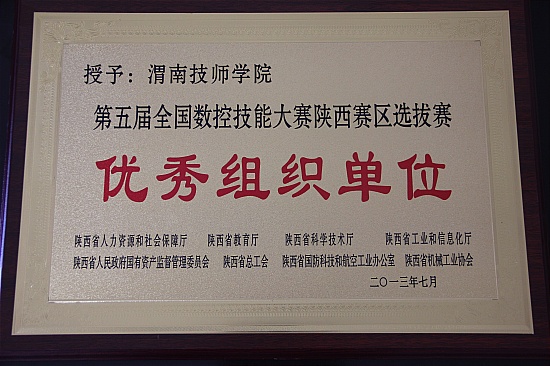 授予：渭南技师学院
第五届全国数控技能大赛陕西赛区选拔赛
优秀组织单位
陕西省人力资源和社会保障厅 陕西省教育厅 陕西省科学技术厅 陕西省工业和信息化厅
陕西省人民政府国有资产监督管理委员会 陕西省总工会 陕西省国防科技和航空工业办公室 陕西省机械工业协会
二〇一三年七月